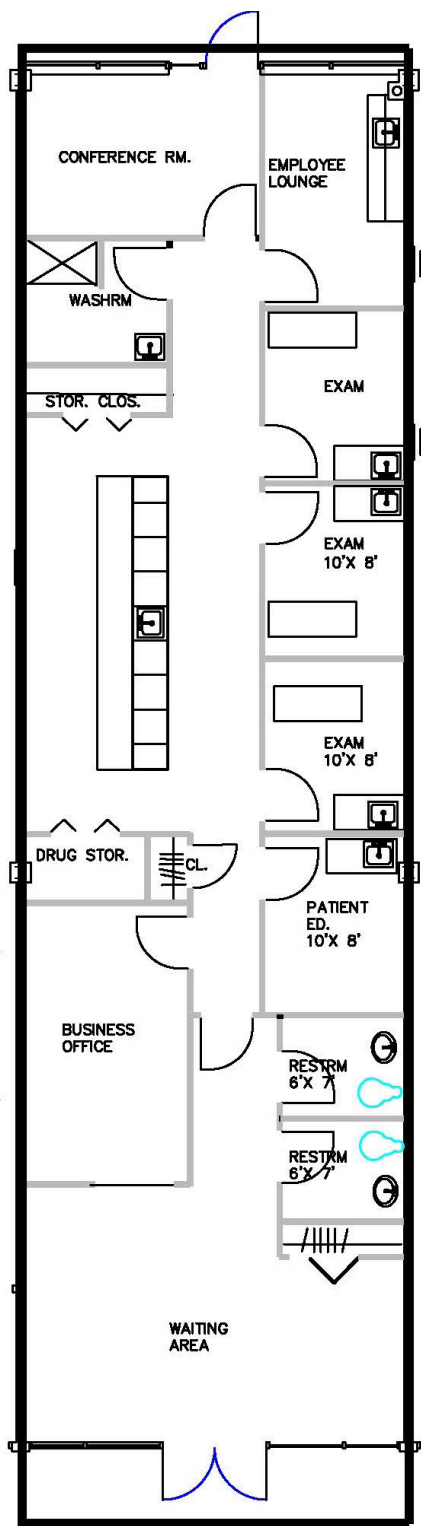 CONFERENCE RM.
EMPLOYEE
LOUNGE
WASHRM
EXAM
STOR. CLOS.
EXAM
10'X 8'
EXAM
10'X 8'
DRUG STOR.
CL.
PATIENT
ED.
10'X 8'
BUSINESS
OFFICE
RESTRM
6'X 7'
RESTRM
6'X 7'
WAITING
AREA